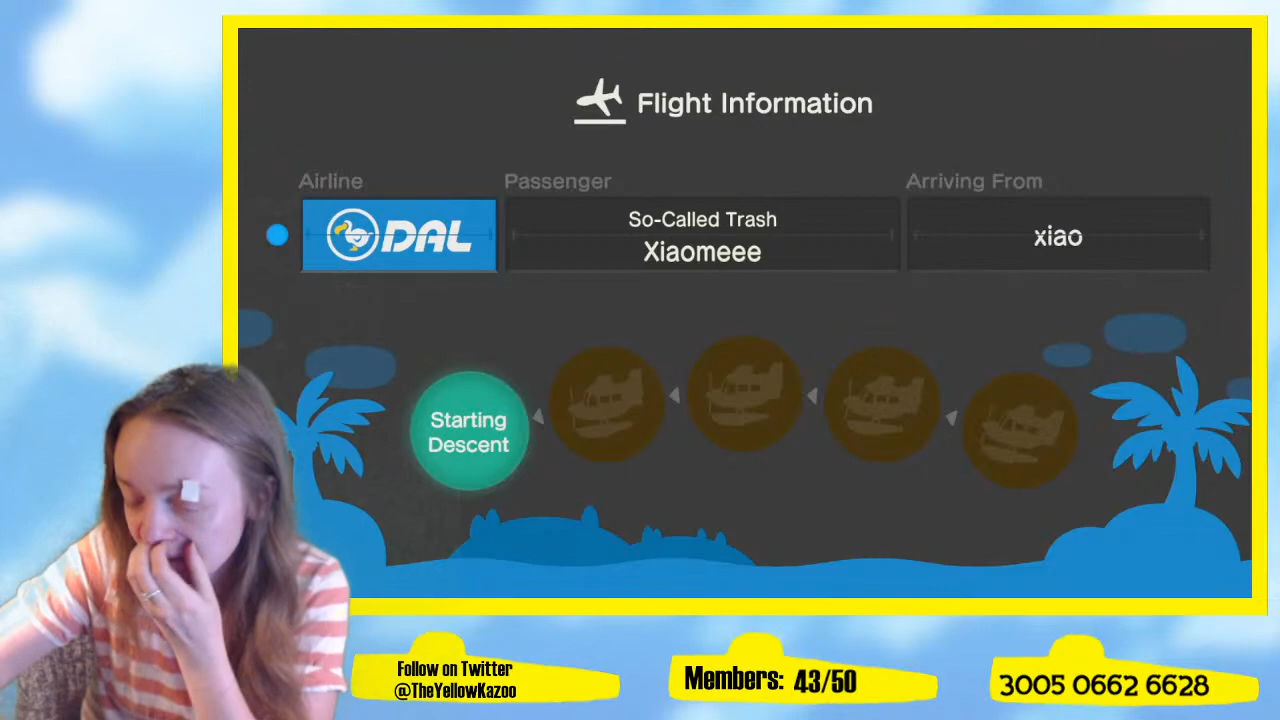 Flight Information
Airline
Passenger
Arriving From
DAL
So-Called Trash
Xiaomeee
xiao
Starting
Descent
Follow on Twitter
@TheYellowKazoo
Members: 43/50
3005 0662 6628